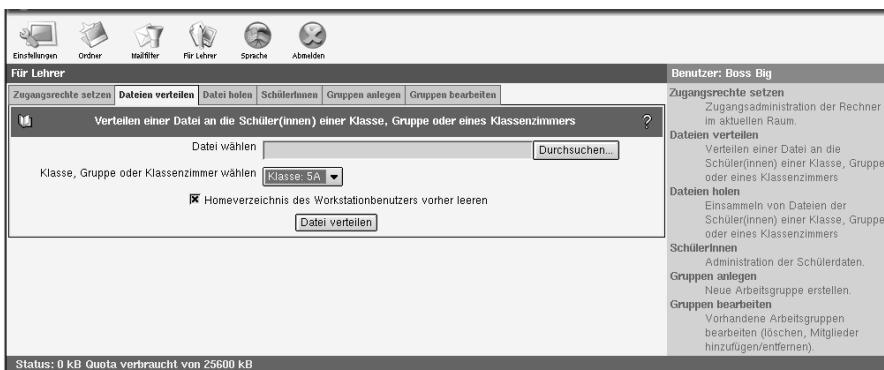 Einstellungen Ordner Mailfilter Für Lehrer Sprache Abmelden
Für Lehrer
Zugangsrechte setzen Dateien verteilen Datei holen SchülerInnen Gruppen anlegen Gruppen bearbeiten
Verteilen einer Datei an die Schüler(innen) einer Klasse, Gruppe oder eines Klassenzimmers ?
Datei wählen Durchsuchen...
Klasse, Gruppe oder Klassenzimmer wählen Klasse: 5A
Homeverzeichnis des Workstationbenutzers vorher leeren
Datei verteilen
Benutzer: Boss Big
Zugangsrechte setzen
Zugangsadministration der Rechner
im aktuellen Raum.
Dateien verteilen
Verteilen einer Datei an die
Schüler(innen) einer Klasse, Gruppe
oder eines Klassenzimmers
Dateien holen
Einsammeln von Dateien der
Schüler(innen) einer Klasse, Gruppe
oder eines Klassenzimmers
SchülerInnen
Administration der Schülerdaten.
Gruppen anlegen
Neue Arbeitsgruppe erstellen.
Gruppen bearbeiten
Vorhandene Arbeitsgruppen
bearbeiten (löschen, Mitglieder
hinzufügen/entfernen).
Status: 0 kB Quota verbraucht von 25600 kB